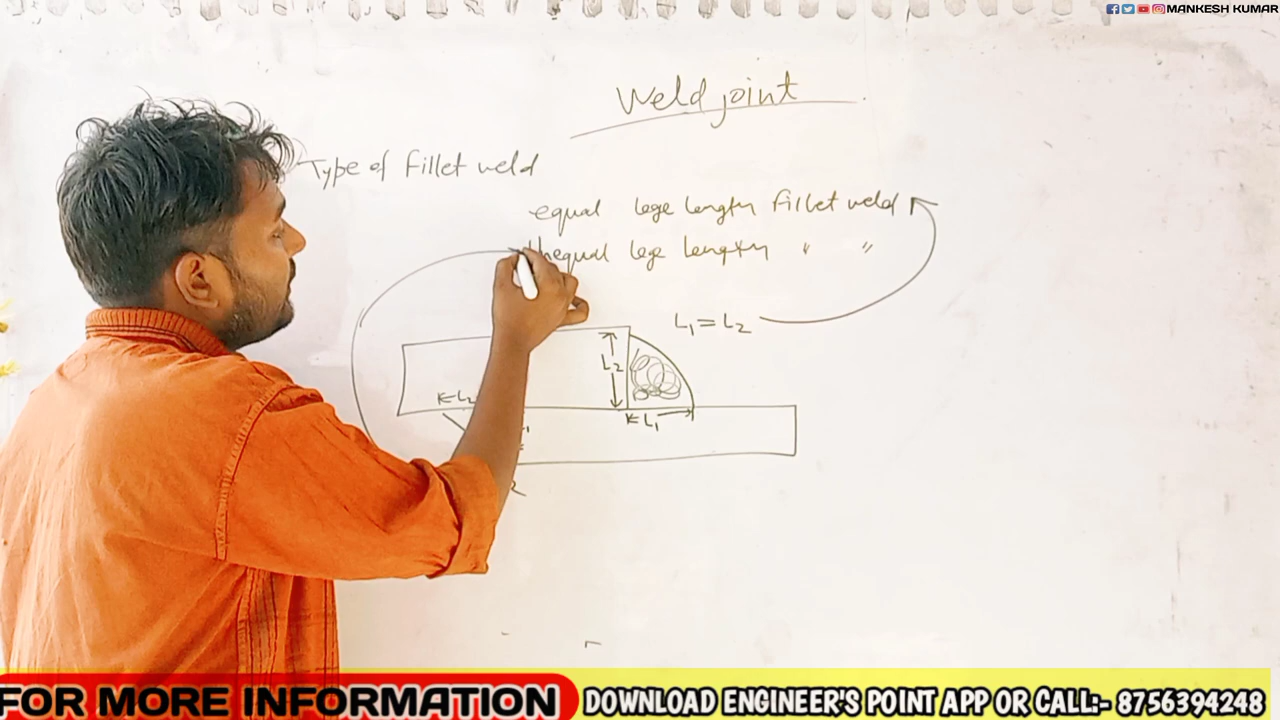 MANKESH KUMAR
Weld joint
Type of fillet weld
equal lege length fillet weld
unequal lege length " "
L₁ = L₂
L₂
L₂
L₁
FOR MORE INFORMATION
DOWNLOAD ENGINEER'S POINT APP OR CALL:- 8756394248